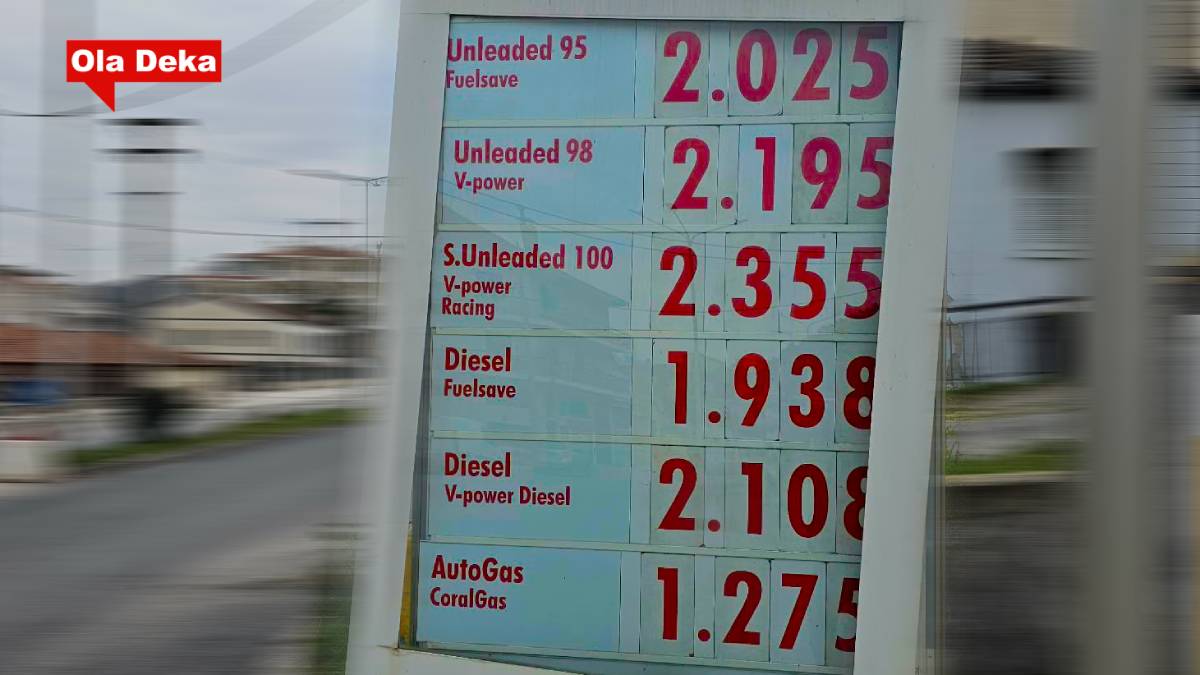 Ola Deka
Unleaded 95 2.025
Fuelsave
Unleaded 98 2.195
V-power
S.Unleaded 100 2.355
V-power
Racing
Diesel 1.938
Fuelsave
Diesel 2.108
V-power Diesel
AutoGas 1.275
CoralGas